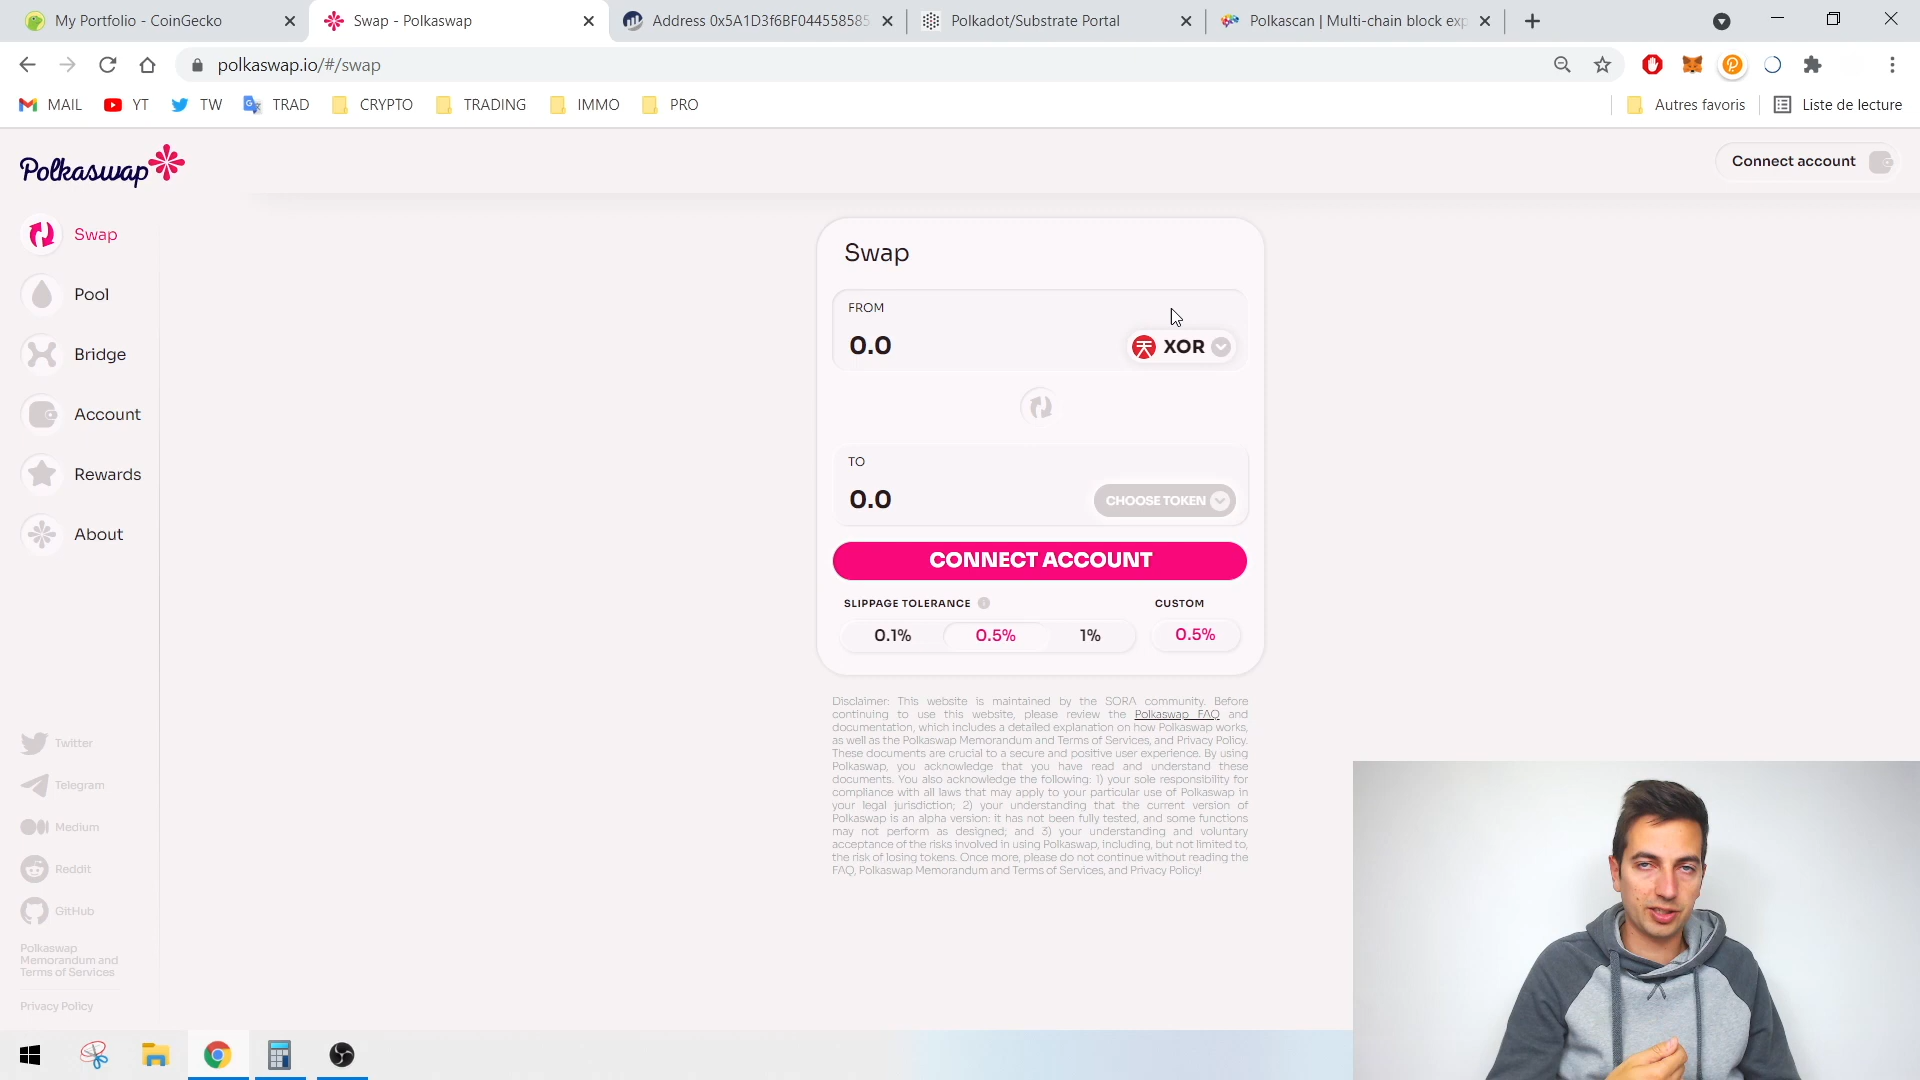 My Portfolio - CoinGecko
Swap - Polkaswap
Address 0x5A1D3f6BF044558585
Polkadot/Substrate Portal
Polkascan | Multi-chain block exp
polkaswap.io/#/swap
MAIL
YT
TW
TRAD
CRYPTO
TRADING
IMMO
PRO
Autres favoris
Liste de lecture
Polkaswap
Connect account
Swap
Pool
Bridge
Account
Rewards
About
Twitter
Telegram
Medium
Reddit
GitHub
Polkaswap
Memorandum and
Terms of Services
Privacy Policy
Swap
FROM
0.0
XOR
TO
0.0
CHOOSE TOKEN
CONNECT ACCOUNT
SLIPPAGE TOLERANCE
CUSTOM
0.1%
0.5%
1%
0.5%
Disclaimer: This website is maintained by the SORA community. Before
continuing to use this website, please review the Polkaswap FAQ and
documentation, which includes a detailed explanation on how Polkaswap works,
as well as the Polkaswap Memorandum and Terms of Services, and Privacy Policy.
These documents are crucial to a secure and positive user experience. By using
Polkaswap, you acknowledge that you have read and understand these
documents. You also acknowledge the following: 1) your sole responsibility for
compliance with all laws that may apply to your particular use of Polkaswap in
your legal jurisdiction; 2) your understanding that the current version of
Polkaswap is an alpha version: it has not been fully tested, and some functions
may not perform as designed; and 3) your understanding and voluntary
acceptance of the risks involved in using Polkaswap, including, but not limited to,
the risk of losing tokens. Once more, please do not continue without reading the
FAQ, Polkaswap Memorandum and Terms of Services, and Privacy Policy!